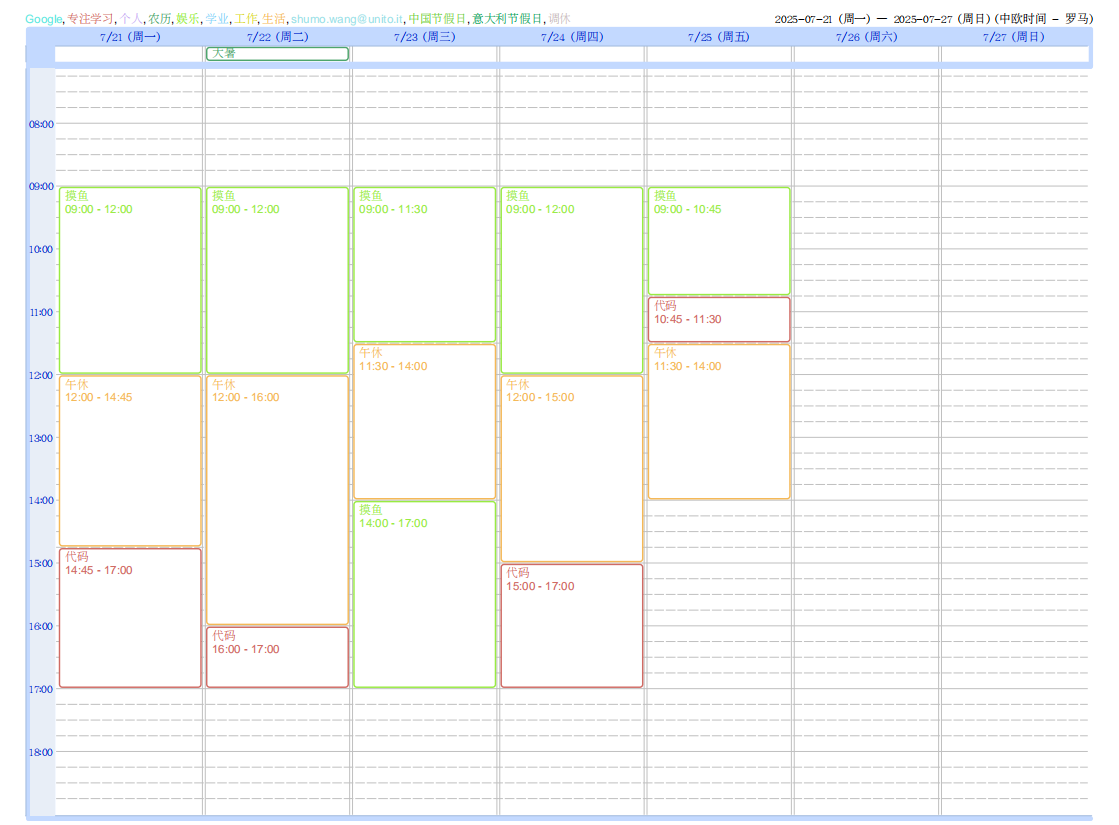 Google,专注学习,个人,农历,娱乐,学业,工作,生活,shumo.wang@unito.it,中国节假日,意大利节假日,调休
2025-07-21 (周一) — 2025-07-27 (周日) (中欧时间 - 罗马)
7/21 (周一) 7/22 (周二) 7/23 (周三) 7/24 (周四) 7/25 (周五) 7/26 (周六) 7/27 (周日)
大暑
08:00
09:00
10:00
11:00
12:00
13:00
14:00
15:00
16:00
17:00
18:00
摸鱼
09:00 - 12:00
午休
12:00 - 14:45
代码
14:45 - 17:00
摸鱼
09:00 - 12:00
午休
12:00 - 16:00
代码
16:00 - 17:00
摸鱼
09:00 - 11:30
午休
11:30 - 14:00
摸鱼
14:00 - 17:00
摸鱼
09:00 - 12:00
午休
12:00 - 15:00
代码
15:00 - 17:00
摸鱼
09:00 - 10:45
代码
10:45 - 11:30
午休
11:30 - 14:00